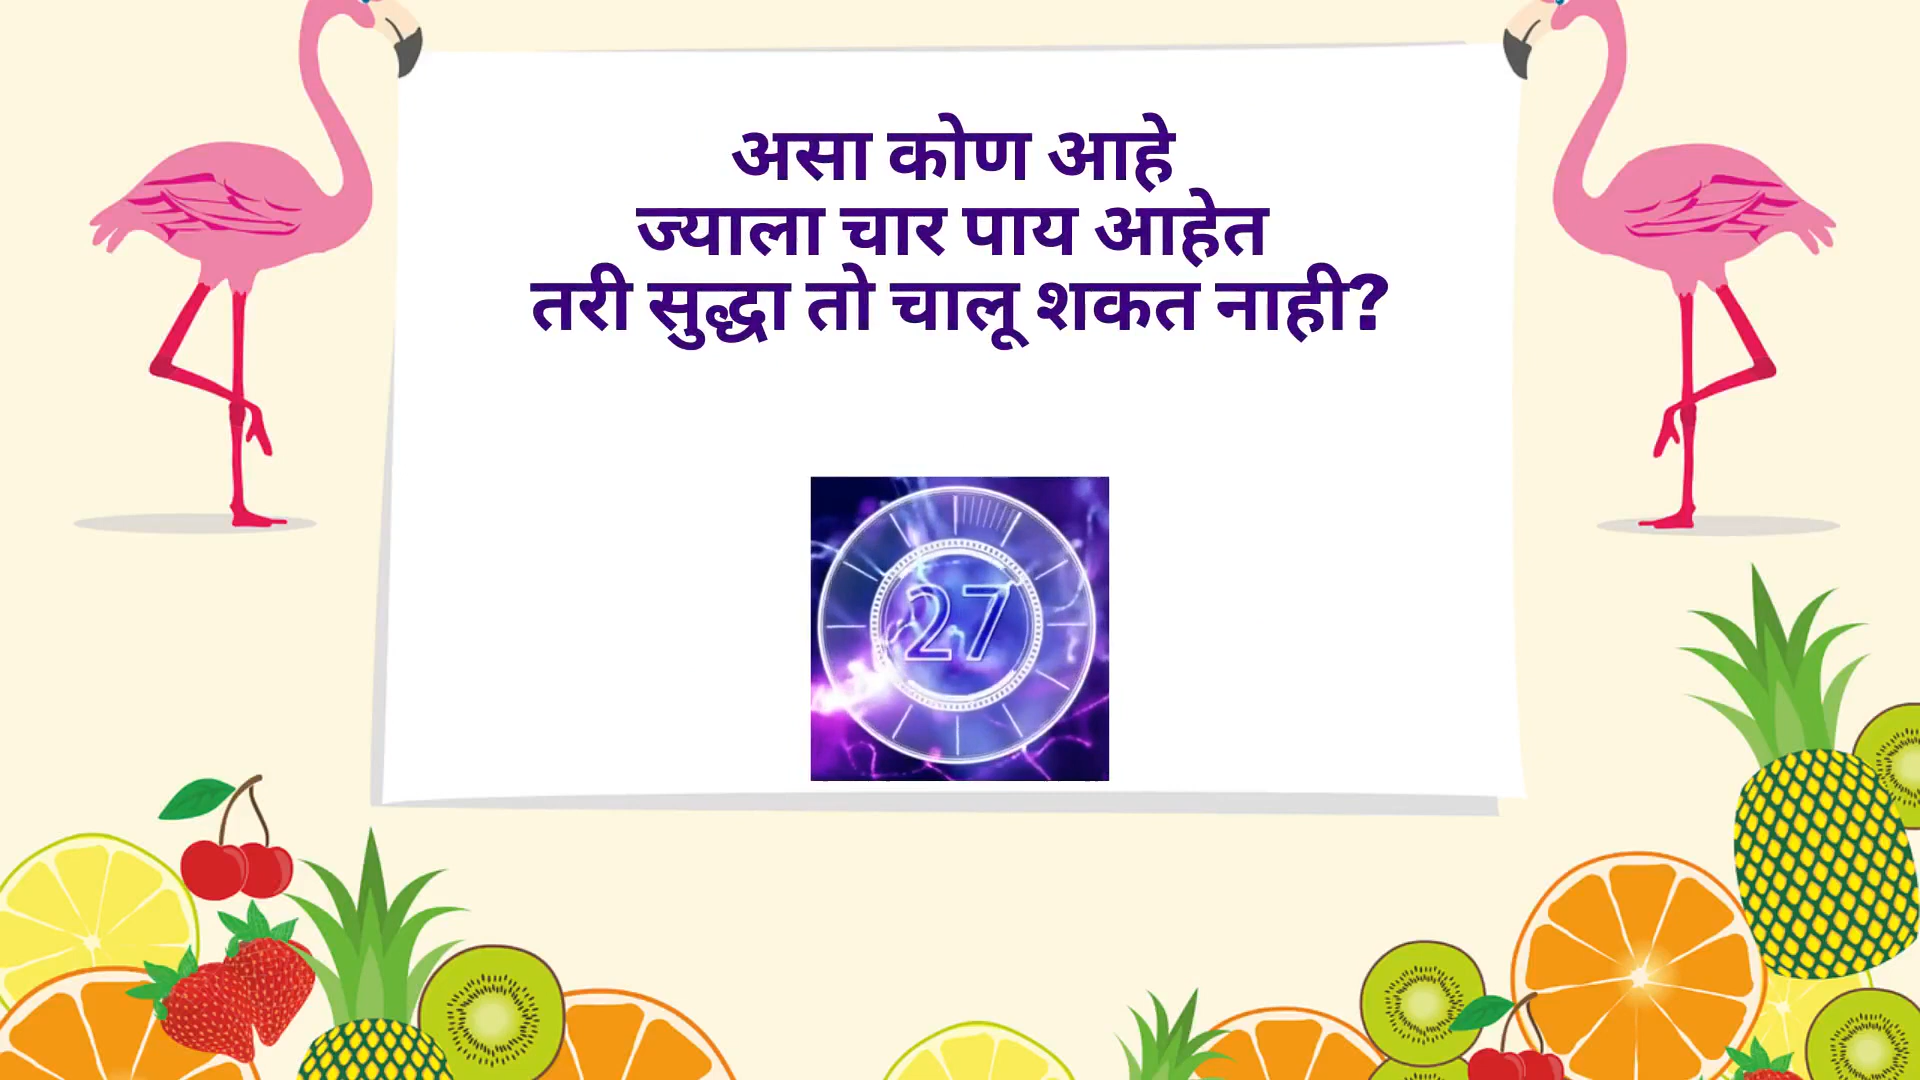 असा कोण आहे
ज्याला चार पाय आहेत
तरी सुद्धा तो चालू शकत नाही?
27